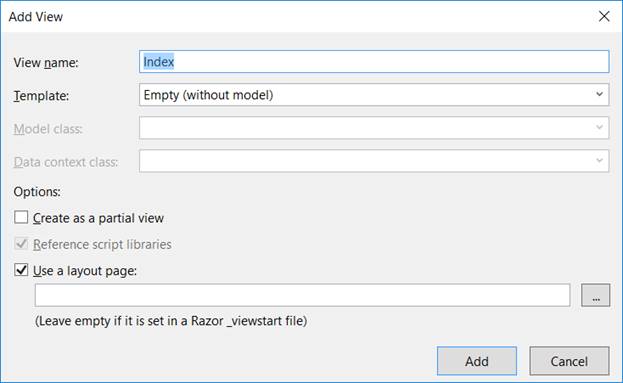 Add View
View name: Index
Template: Empty (without model)
Model class:
Data context class:
Options:
Create as a partial view
Reference script libraries
Use a layout page:
...
(Leave empty if it is set in a Razor _viewstart file)
Add Cancel